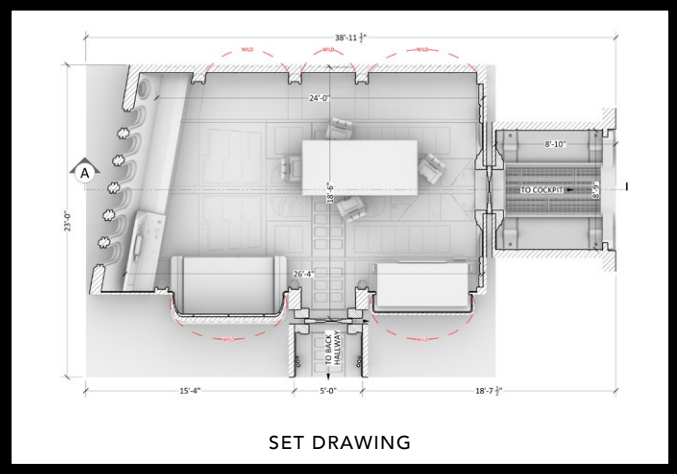 38'-11 ½"
WILD WILD WILD
24'-0"
8'-10"
A
18'-6"
TO COCKPIT
8'-9"
23'-0"
26'-4"
WILD WILD
TO BACK
HALLWAY
15'-4" 5'-0" 18'-7 ½"
SET DRAWING